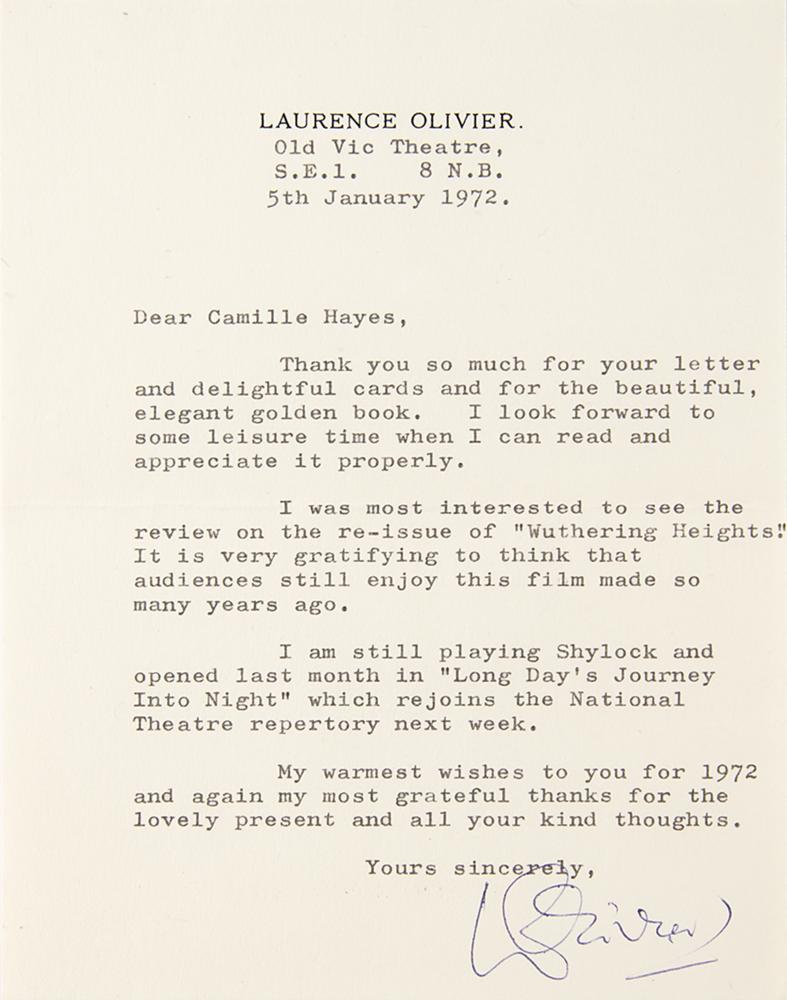 LAURENCE OLIVIER.
Old Vic Theatre,
S.E.1. 8 N.B.
5th January 1972.
Dear Camille Hayes,
Thank you so much for your letter
and delightful cards and for the beautiful,
elegant golden book. I look forward to
some leisure time when I can read and
appreciate it properly.
I was most interested to see the
review on the re-issue of "Wuthering Heights."
It is very gratifying to think that
audiences still enjoy this film made so
many years ago.
I am still playing Shylock and
opened last month in "Long Day's Journey
Into Night" which rejoins the National
Theatre repertory next week.
My warmest wishes to you for 1972
and again my most grateful thanks for the
lovely present and all your kind thoughts.
Yours sincerely,
L Olivier